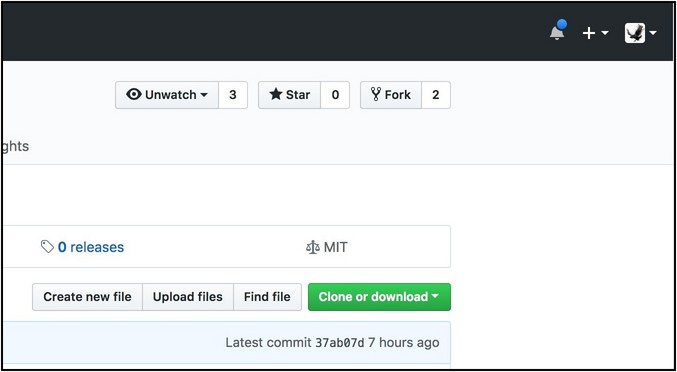 Unwatch 3 Star 0 Fork 2
ghts
0 releases MIT
Create new file Upload files Find file Clone or download
Latest commit 37ab07d 7 hours ago